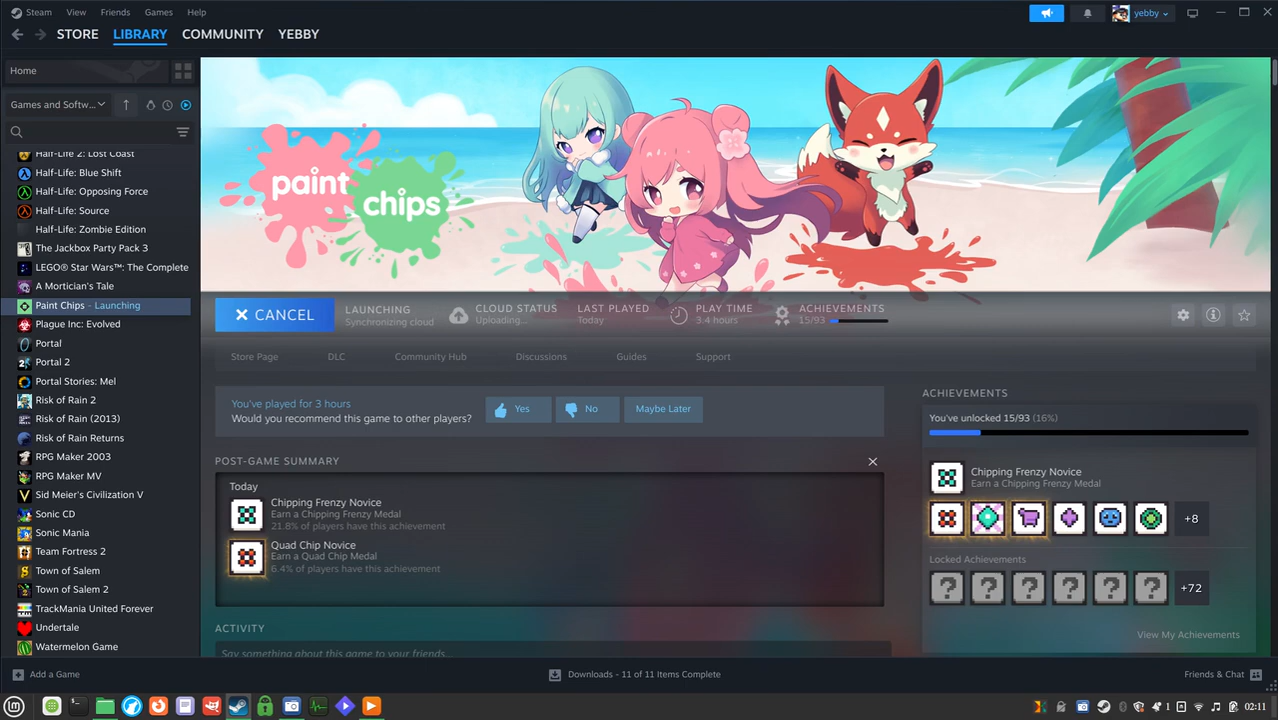 Steam View Friends Games Help
yebby
STORE LIBRARY COMMUNITY YEBBY
Home
Games and Softw...
Half-Life 2: Lost Coast
Half-Life: Blue Shift
Half-Life: Opposing Force
Half-Life: Source
Half-Life: Zombie Edition
The Jackbox Party Pack 3
LEGO® Star Wars™: The Complete
A Mortician's Tale
Paint Chips - Launching
Plague Inc: Evolved
Portal
Portal 2
Portal Stories: Mel
Risk of Rain 2
Risk of Rain (2013)
Risk of Rain Returns
RPG Maker 2003
RPG Maker MV
Sid Meier's Civilization V
Sonic CD
Sonic Mania
Team Fortress 2
Town of Salem
Town of Salem 2
TrackMania United Forever
Undertale
Watermelon Game
paint
chips
CANCEL
LAUNCHING
Synchronizing cloud
CLOUD STATUS
Uploading...
LAST PLAYED
Today
PLAY TIME
3.4 hours
ACHIEVEMENTS
15/93
Store Page DLC Community Hub Discussions Guides Support
You've played for 3 hours
Would you recommend this game to other players?
Yes No Maybe Later
POST-GAME SUMMARY
Today
Chipping Frenzy Novice
Earn a Chipping Frenzy Medal
21.8% of players have this achievement
Quad Chip Novice
Earn a Quad Chip Medal
6.4% of players have this achievement
ACTIVITY
Say something about this game to your friends...
ACHIEVEMENTS
You've unlocked 15/93 (16%)
Chipping Frenzy Novice
Earn a Chipping Frenzy Medal
+8
Locked Achievements
? ? ? ? ? ? +72
View My Achievements
Add a Game
Downloads - 11 of 11 Items Complete
Friends & Chat
1
02:11